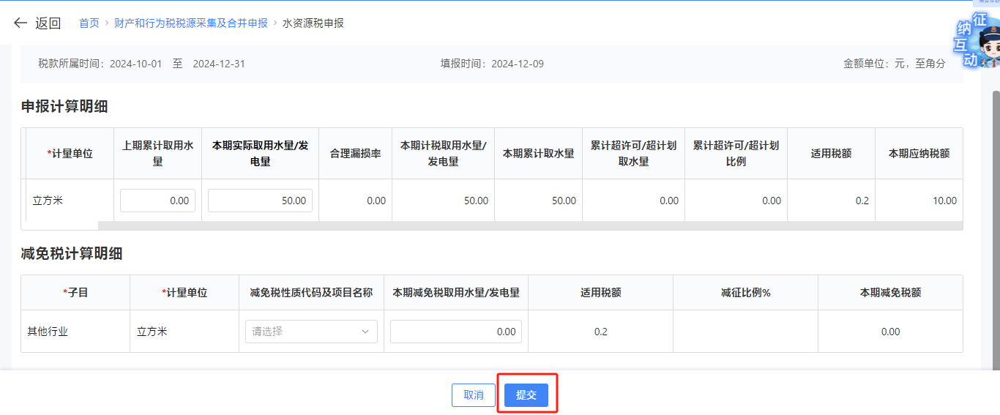 返回 首页 > 财产和行为税税源采集及合并申报 > 水资源税申报
征
纳
互
动
税款所属时间：2024-10-01 至 2024-12-31 填报时间：2024-12-09 金额单位：元，至角分
申报计算明细
*计量单位 上期累计取用水量 本期实际取用水量/发电量 合理漏损率 本期计税取用水量/发电量 本期累计取水量 累计超许可/超计划取水量 累计超许可/超计划比例 适用税额 本期应纳税额
立方米 0.00 50.00 0.00 50.00 50.00 0.00 0.00 0.2 10.00
减免税计算明细
*子目 *计量单位 减免税性质代码及项目名称 本期减免税取用水量/发电量 适用税额 减征比例% 本期减免税额
其他行业 立方米 请选择 0.00 0.2 0.00
取消 提交